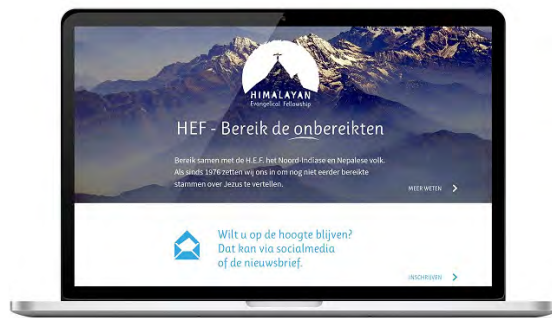 HIMALAYAN
Evangelical Fellowship
HEF - Bereik de onbereikten
Bereik samen met de H.E.F. het Noord-Indiase en Nepalese volk.
Als sinds 1976 zetten wij ons in om nog niet eerder bereikte
stammen over Jezus te vertellen.
MEER WETEN
Wilt u op de hoogte blijven?
Dat kan via socialmedia
of de nieuwsbrief.
INSCHRIJVEN